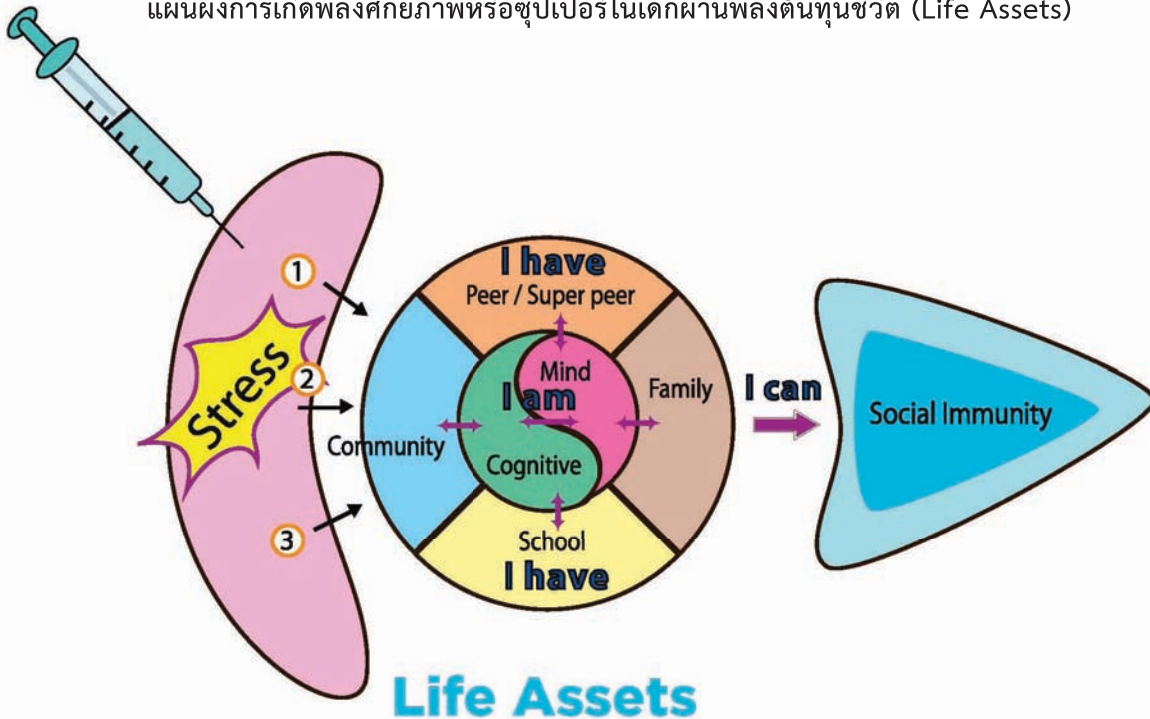 แผนผังการเกิดพลังศักยภาพหรือซุปเปอร์ในเด็กผ่านพลังต้นทุนชีวิต (Life Assets)
1
Stress
2
3
I have
Peer / Super peer
Mind
I am
Family
Community
Cognitive
School
I have
I can
Social Immunity
Life Assets